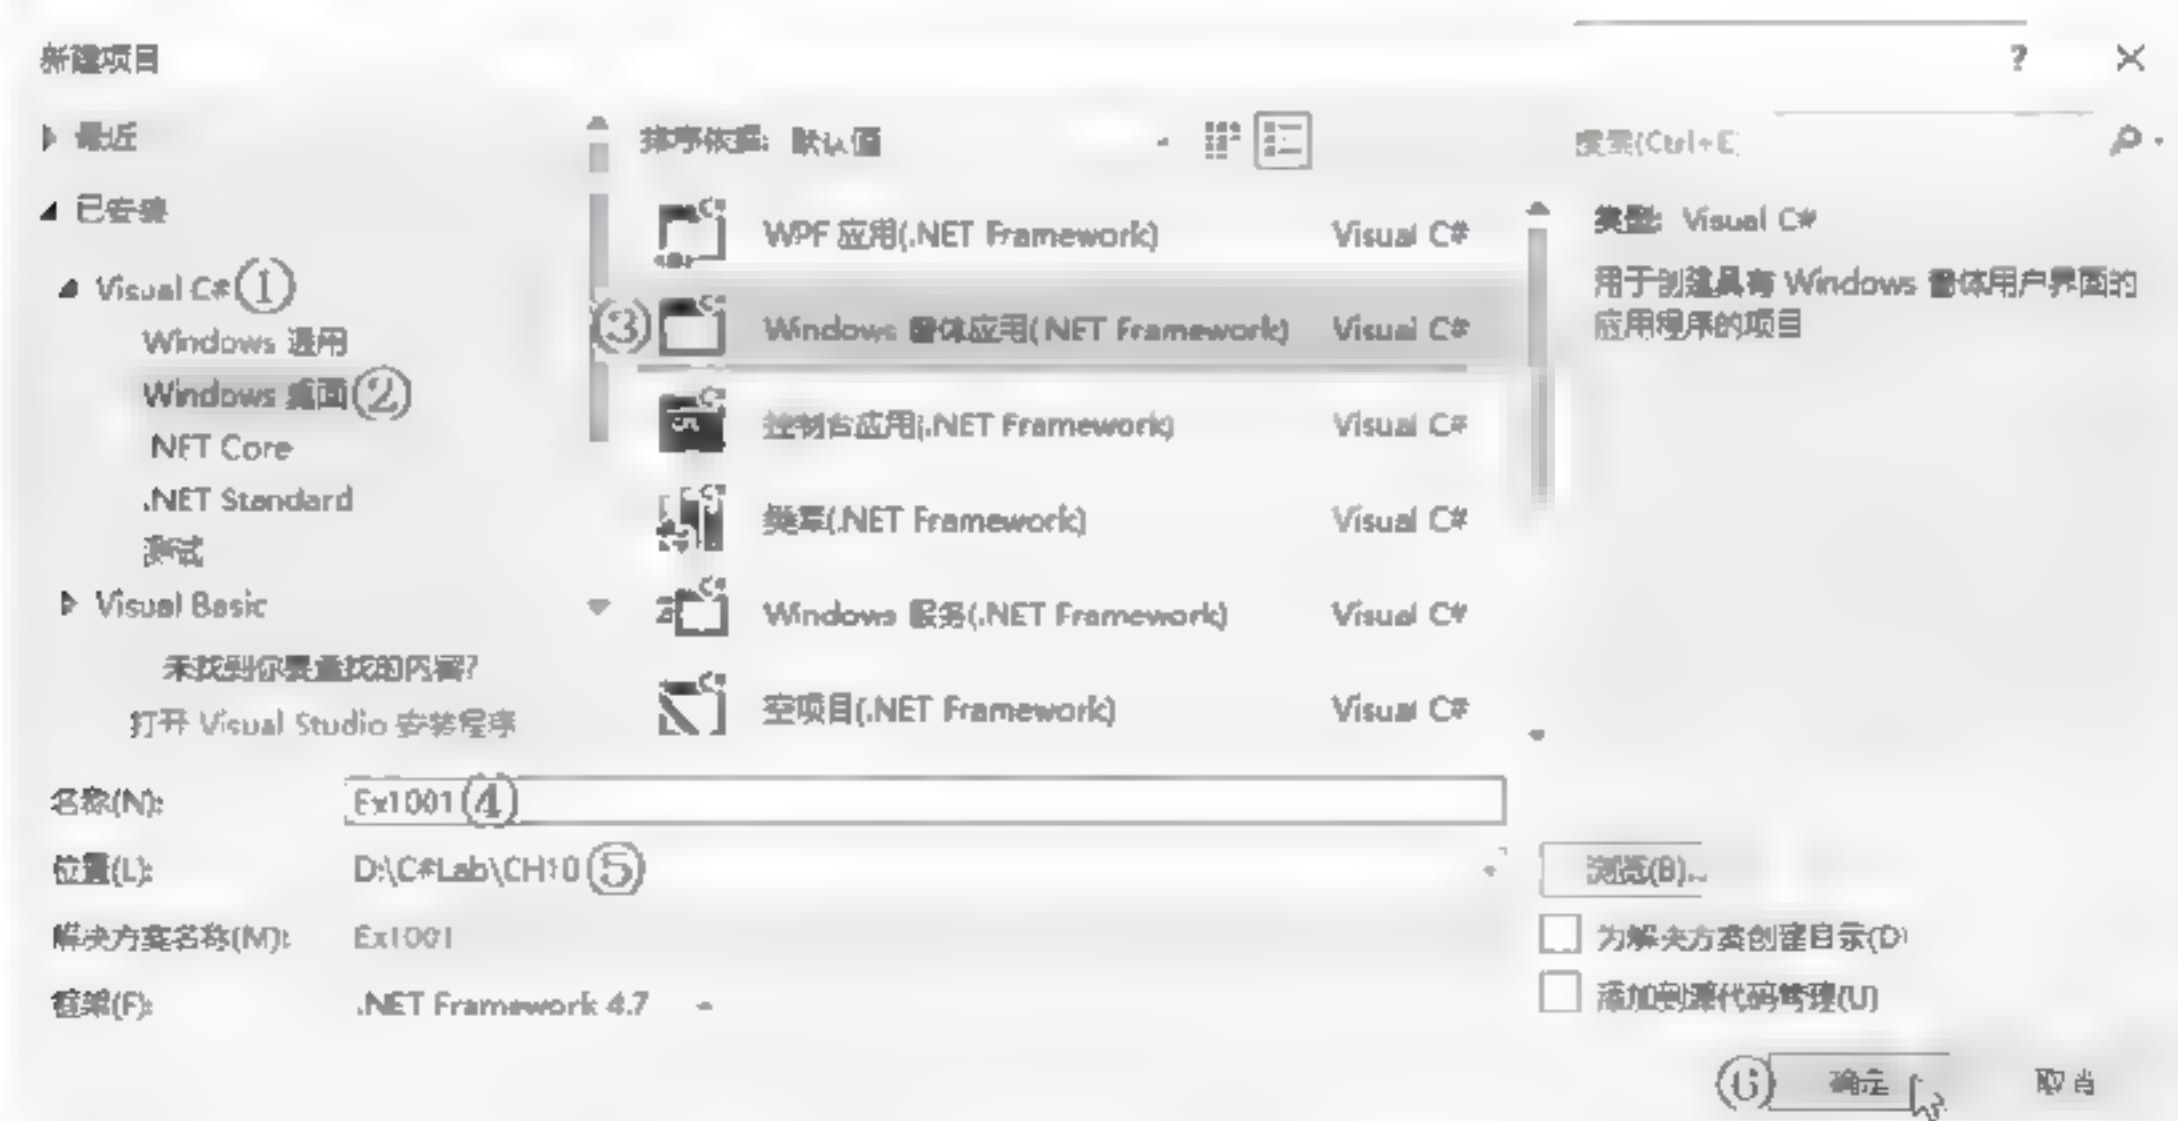 新建项目
? ×
最近
已安装
Visual C# ①
Windows 通用
Windows 桌面 ②
.NET Core
.NET Standard
测试
Visual Basic
未找到你要查找的内容?
打开 Visual Studio 安装程序
排序依据: 默认值
WPF 应用(.NET Framework) Visual C#
③ Windows 窗体应用(.NET Framework) Visual C#
控制台应用(.NET Framework) Visual C#
类库(.NET Framework) Visual C#
Windows 服务(.NET Framework) Visual C#
空项目(.NET Framework) Visual C#
搜索(Ctrl+E)
类型: Visual C#
用于创建具有 Windows 窗体用户界面的
应用程序的项目
名称(N): Ex1001 ④
位置(L): D:\C#Lab\CH10 ⑤
浏览(B)...
解决方案名称(M): Ex1001
为解决方案创建目录(D)
框架(F): .NET Framework 4.7
添加到源代码管理(U)
⑥ 确定 取消